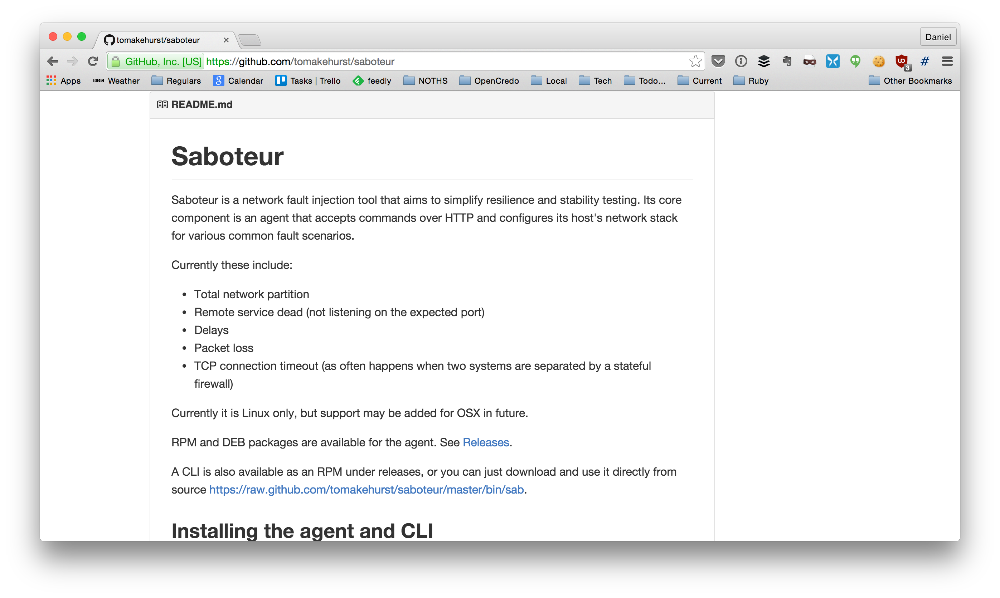 tomakehurst/saboteur
Daniel
GitHub, Inc. [US] https://github.com/tomakehurst/saboteur
3
Apps BBC Weather Regulars Calendar Tasks | Trello feedly NOTHS OpenCredo Local Tech Todo... Current Ruby Other Bookmarks
README.md
Saboteur
Saboteur is a network fault injection tool that aims to simplify resilience and stability testing. Its core
component is an agent that accepts commands over HTTP and configures its host's network stack
for various common fault scenarios.
Currently these include:
• Total network partition
• Remote service dead (not listening on the expected port)
• Delays
• Packet loss
• TCP connection timeout (as often happens when two systems are separated by a stateful
firewall)
Currently it is Linux only, but support may be added for OSX in future.
RPM and DEB packages are available for the agent. See Releases.
A CLI is also available as an RPM under releases, or you can just download and use it directly from
source https://raw.github.com/tomakehurst/saboteur/master/bin/sab.
Installing the agent and CLI